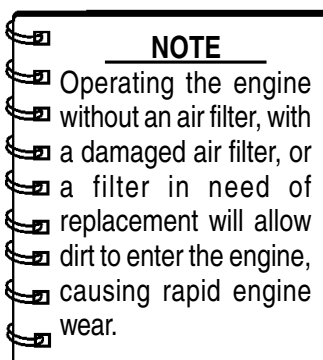 NOTE
Operating the engine
without an air filter, with
a damaged air filter, or
a filter in need of
replacement will allow
dirt to enter the engine,
causing rapid engine
wear.